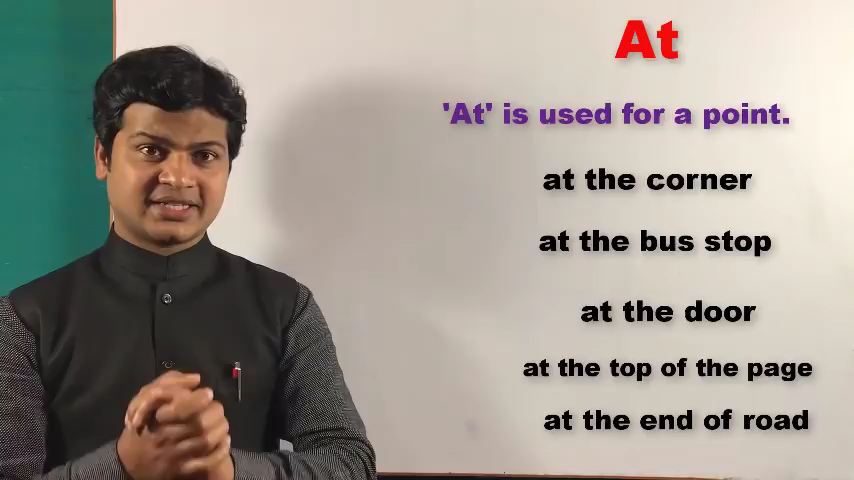 At
'At' is used for a point.
at the corner
at the bus stop
at the door
at the top of the page
at the end of road